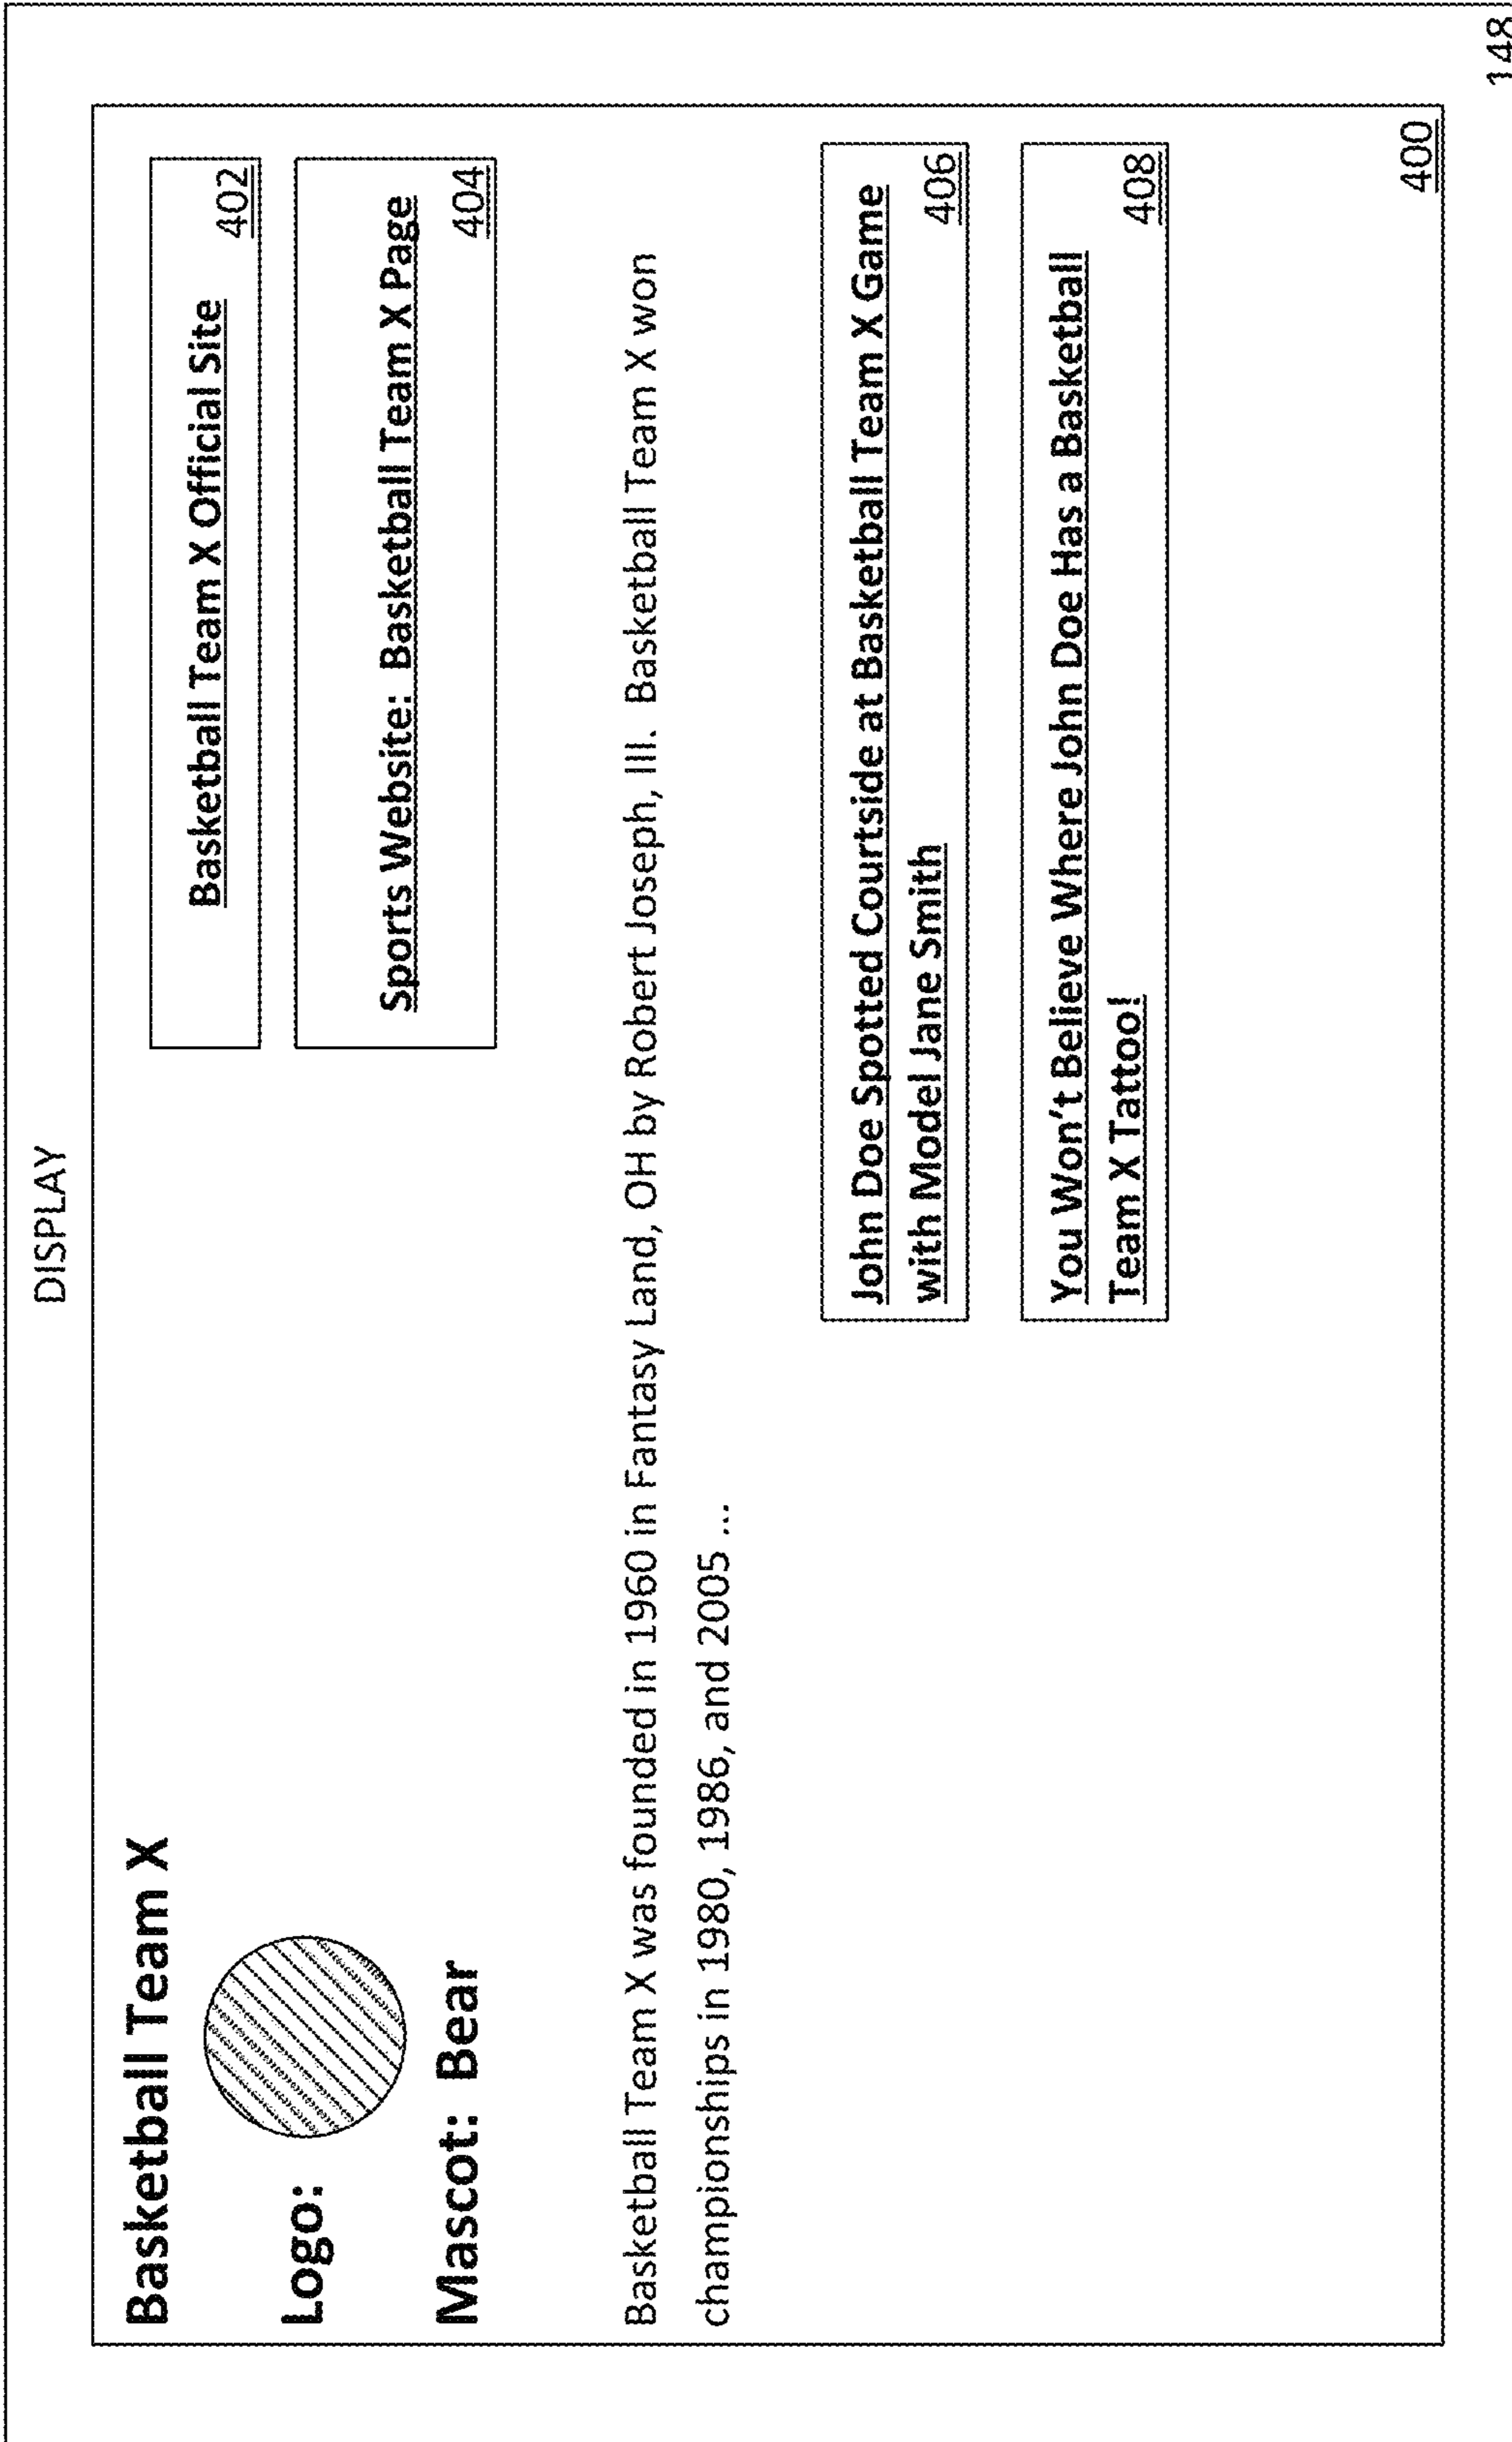 DISPLAY
Basketball Team X
Logo:
Mascot: Bear
Basketball Team X Official Site
402
Sports Website: Basketball Team X Page
404
Basketball Team X was founded in 1960 in Fantasy Land, OH by Robert Joseph, III. Basketball Team X won
championships in 1980, 1986, and 2005 ...
John Doe Spotted Courtside at Basketball Team X Game
with Model Jane Smith
406
You Won't Believe Where John Doe Has a Basketball
Team X Tattoo!
408
400
148